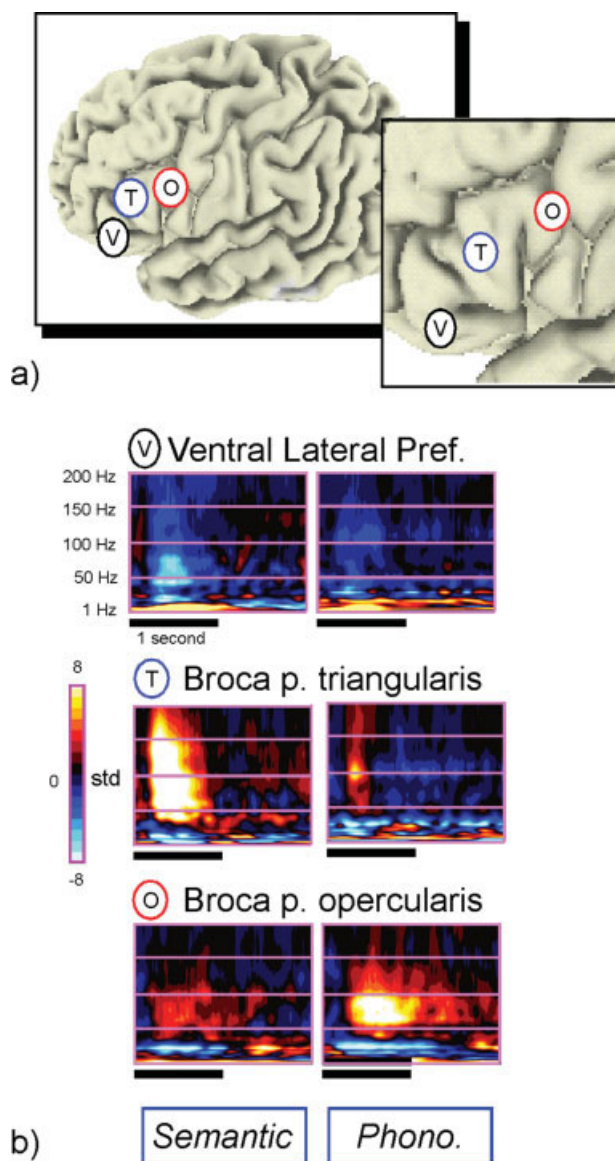 T O
V
O
T
V
a)
V Ventral Lateral Pref.
200 Hz
150 Hz
100 Hz
50 Hz
1 Hz
1 second
T Broca p. triangularis
8
0 std
-8
O Broca p. opercularis
b) Semantic Phono.